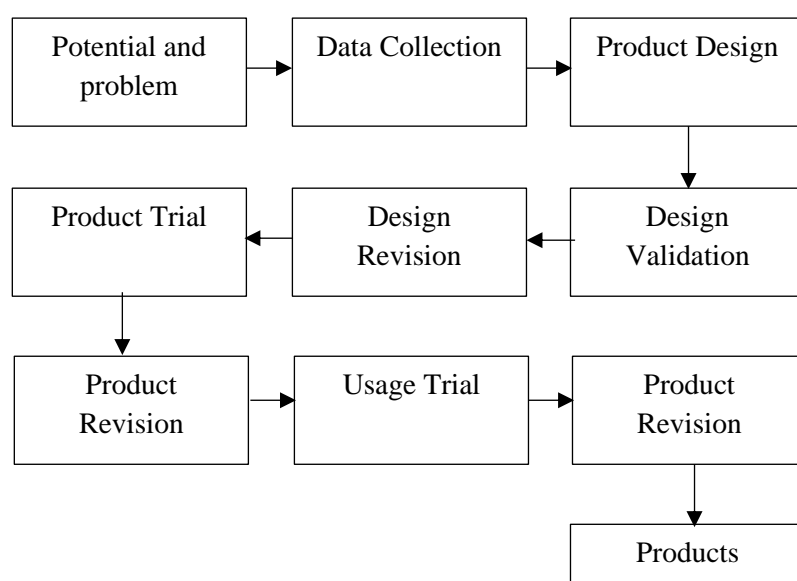 Potential and
problem
Data Collection
Product Design
Product Trial
Design
Revision
Design
Validation
Product
Revision
Usage Trial
Product
Revision
Products